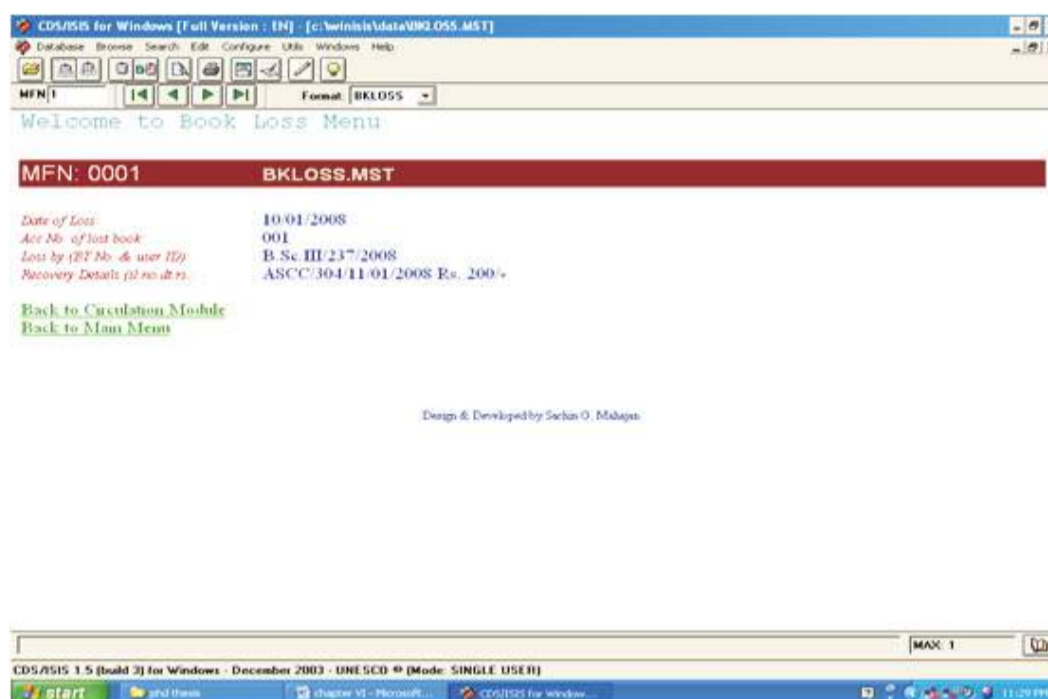 CDS/ISIS for Windows [Full Version : EN] - [c:\winisis\data\BKLOSS.MST]
Database Browse Search Edit Configure Utils Windows Help
MFN 1 Format: BKLOSS
Welcome to Book Loss Menu
MFN: 0001 BKLOSS.MST
Date of Loss 10/01/2008
Acc No. of lost book 001
Loss by (BT No. & user ID) B.Sc.III/237/2008
Recovery Details ASCC/304/11/01/2008 Rs. 200/-
Back to Circulation Module
Back to Main Menu
Design & Developed by Sachin O. Mahajan
MAX: 1
CDS/ISIS 1.5 (build 3) for Windows - December 2003 - UNESCO (Mode: SINGLE USER)
start phd thesis chapter VI - Microsoft... CDS/ISIS for Window... 11:29 PM